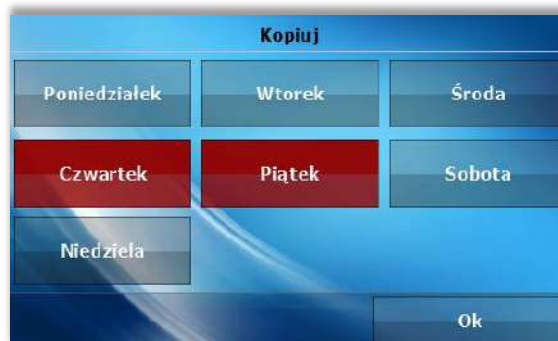 Kopiuj
Poniedziałek Wtorek Środa
Czwartek Piątek Sobota
Niedziela
Ok